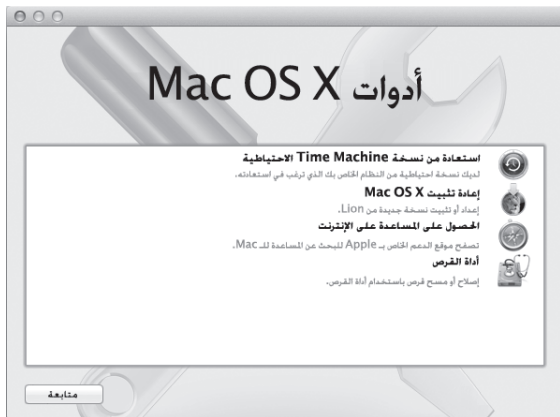 أدوات Mac OS X
استعادة من نسخة Time Machine الاحتياطية
لديك نسخة احتياطية من النظام الخاص بك الذي ترغب في استعادته.
إعادة تثبيت Mac OS X
إعداد أو تثبيت نسخة جديدة من Lion.
الحصول على المساعدة على الإنترنت
تصفح موقع الدعم الخاص بـ Apple للبحث عن المساعدة للـ Mac.
أداة القرص
إصلاح أو مسح قرص باستخدام أداة القرص.
متابعة